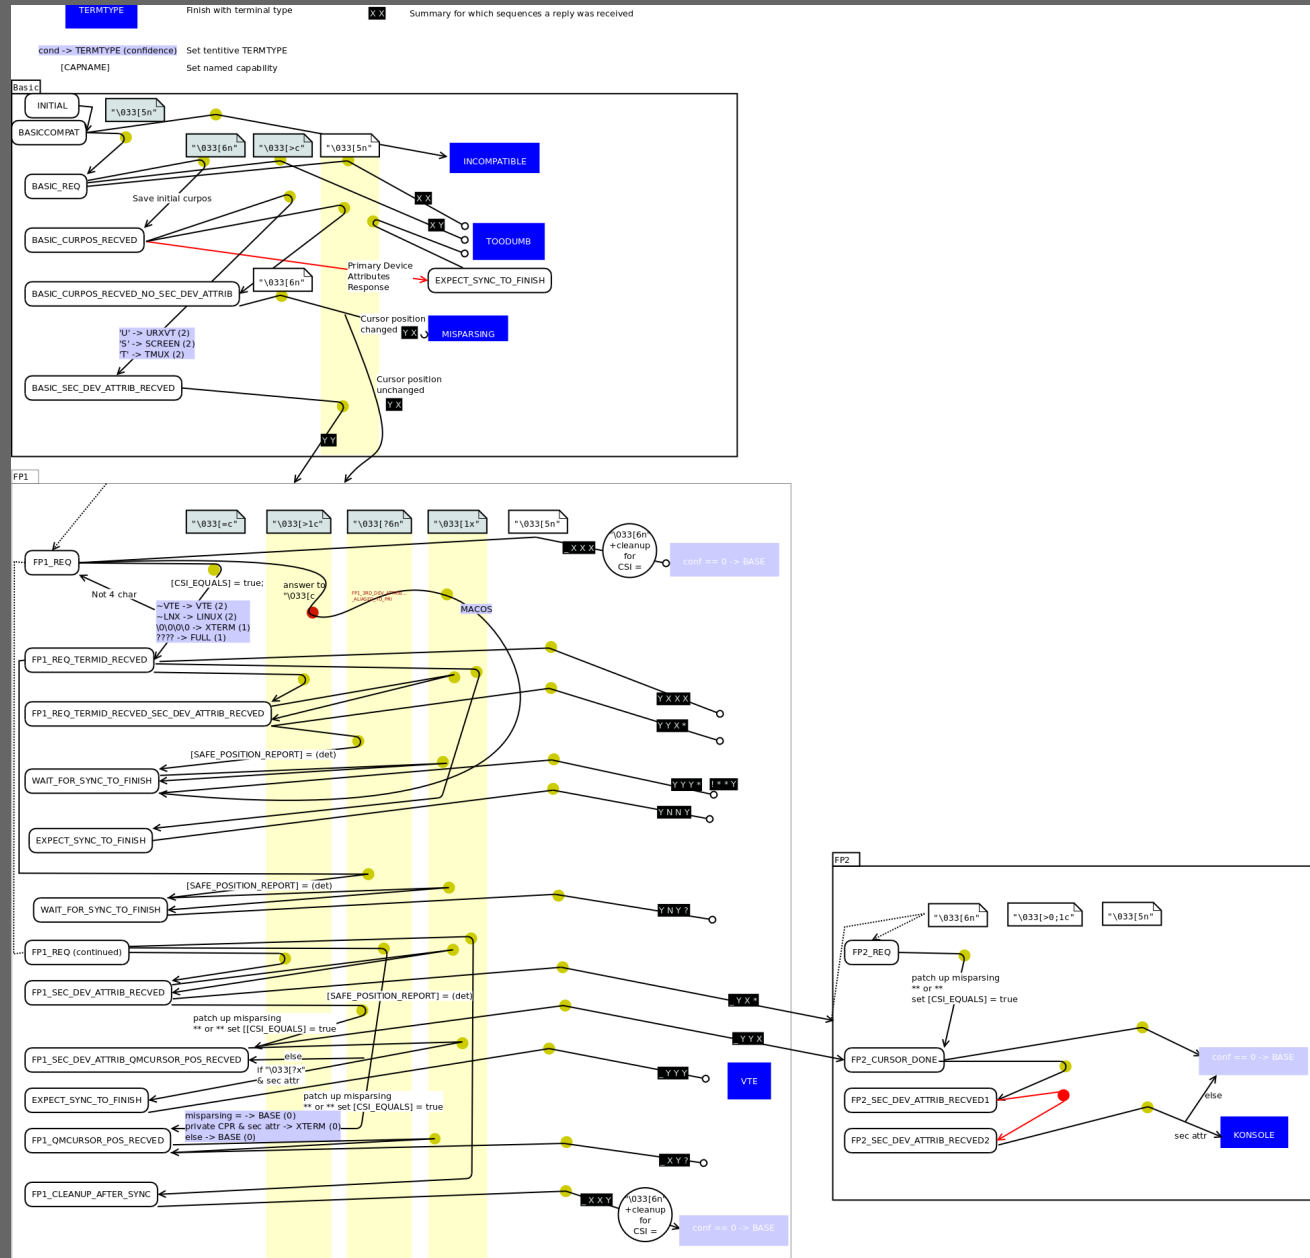 TERMTYPE
Finish with terminal type
X X
Summary for which sequences a reply was received
cond -> TERMTYPE (confidence)
Set tentitive TERMTYPE
[CAPNAME]
Set named capability
Basic
INITIAL
"\033[5n"
BASICCOMPAT
"\033[6n"
"\033[>c"
"\033[5n"
INCOMPATIBLE
BASIC_REQ
Save initial curpos
X X
X Y
BASIC_CURPOS_RECVED
TOODUMB
Primary Device
Attributes
Response
"\033[6n"
EXPECT_SYNC_TO_FINISH
BASIC_CURPOS_RECVED_NO_SEC_DEV_ATTRIB
Cursor position
changed
Y X
MISPARSING
'U' -> URXVT (2)
'S' -> SCREEN (2)
'T' -> TMUX (2)
Cursor position
unchanged
Y X
BASIC_SEC_DEV_ATTRIB_RECVED
Y Y
FP1
"\033[=c"
"\033[>1c"
"\033[?6n"
"\033[1x"
"\033[5n"
"\033[6n"
+cleanup
for
CSI =
_ X X X
conf == 0 -> BASE
FP1_REQ
Not 4 char
[CSI_EQUALS] = true;
answer to
"\033[c
MACOS
~VTE -> VTE (2)
~LNX -> LINUX (2)
\0\0\0\0 -> XTERM (1)
???? -> FULL (1)
FP1_REQ_TERMID_RECVED
Y X X X
FP1_REQ_TERMID_RECVED_SEC_DEV_ATTRIB_RECVED
Y Y X *
[SAFE_POSITION_REPORT] = (det)
WAIT_FOR_SYNC_TO_FINISH
Y Y Y *
! * * Y
Y N N Y
EXPECT_SYNC_TO_FINISH
[SAFE_POSITION_REPORT] = (det)
WAIT_FOR_SYNC_TO_FINISH
Y N Y ?
FP1_REQ (continued)
FP1_SEC_DEV_ATTRIB_RECVED
[SAFE_POSITION_REPORT] = (det)
_ Y X *
patch up misparsing
** or ** set [[CSI_EQUALS] = true
_ Y Y X
FP1_SEC_DEV_ATTRIB_QMCURSOR_POS_RECVED
else
if "\033[?x"
& sec attr
_ Y Y Y
VTE
EXPECT_SYNC_TO_FINISH
patch up misparsing
** or ** set [CSI_EQUALS] = true
misparsing = -> BASE (0)
private CPR & sec attr -> XTERM (0)
else -> BASE (0)
FP1_QMCURSOR_POS_RECVED
_ X Y ?
FP1_CLEANUP_AFTER_SYNC
_ X X Y
"\033[6n"
+cleanup
for
CSI =
conf == 0 -> BASE
FP2
"\033[6n"
"\033[>0;1c"
"\033[5n"
FP2_REQ
patch up misparsing
** or **
set [CSI_EQUALS] = true
FP2_CURSOR_DONE
conf == 0 -> BASE
FP2_SEC_DEV_ATTRIB_RECVED1
else
FP2_SEC_DEV_ATTRIB_RECVED2
sec attr
KONSOLE